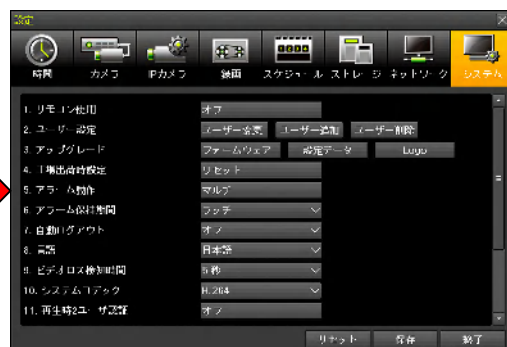 設定
時間 カメラ IPカメラ 録画 スケジュール ストレージ ネットワーク システム
1. リモコン使用 オフ
2. ユーザー設定 ユーザー変更 ユーザー追加 ユーザー削除
3. アップグレード ファームウェア 設定データ Logo
4. 工場出荷時設定 リセット
5. アラーム動作 マルチ
6. アラーム保持期間 ラッチ
7. 自動ログアウト オフ
8. 言語 日本語
9. ビデオロス検知時間 5 秒
10. システムコデック H.264
11. 再生時2ユーザ認証 オフ
リセット 保存 終了